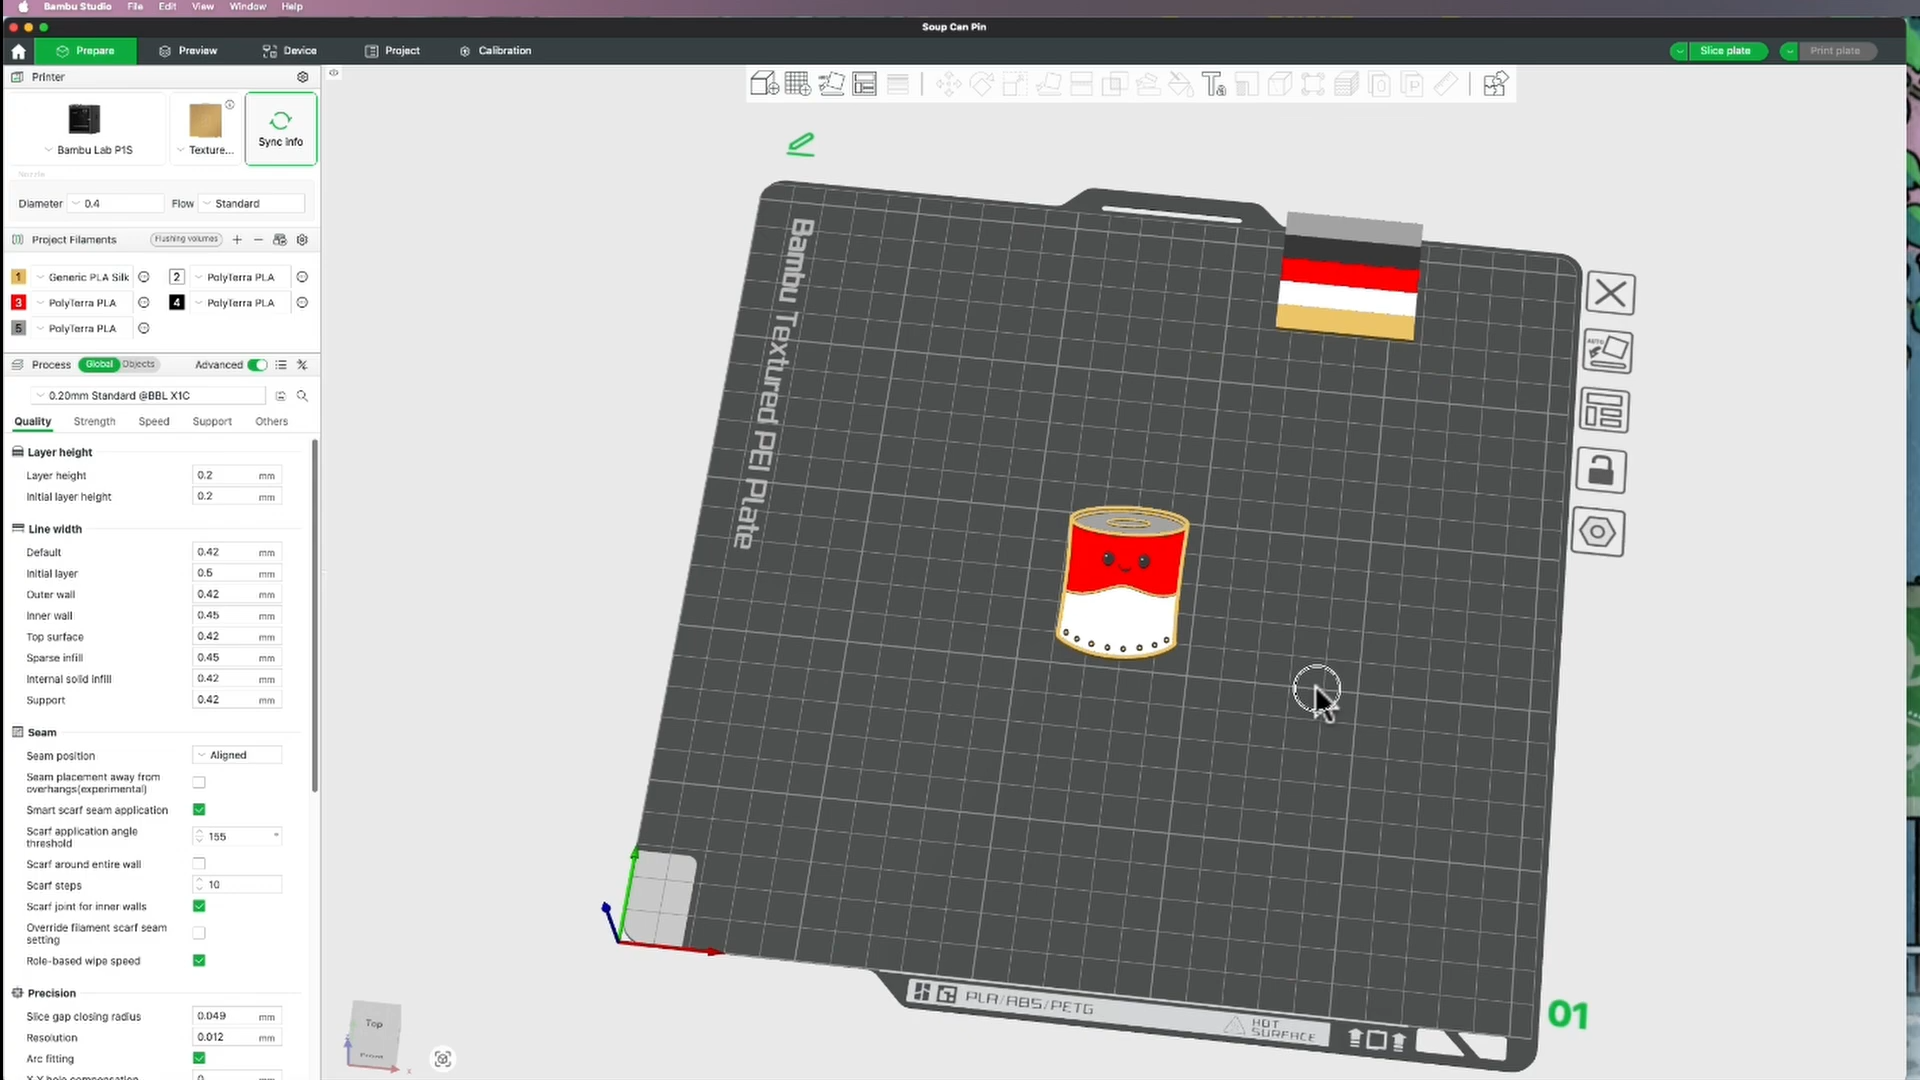 Bambu Studio File Edit View Window Help
Soup Can Pin
Prepare Preview Device Project Calibration Slice plate Print plate
Printer
Bambu Lab P1S Texture... Sync info
Nozzle
Diameter 0.4 Flow Standard
Project Filaments Flushing volumes
1 Generic PLA Silk 2 PolyTerra PLA
3 PolyTerra PLA 4 PolyTerra PLA
5 PolyTerra PLA
Process Global Objects Advanced
0.20mm Standard @BBL X1C
Quality Strength Speed Support Others
Layer height
Layer height 0.2 mm
Initial layer height 0.2 mm
Line width
Default 0.42 mm
Initial layer 0.5 mm
Outer wall 0.42 mm
Inner wall 0.45 mm
Top surface 0.42 mm
Sparse infill 0.45 mm
Internal solid infill 0.42 mm
Support 0.42 mm
Seam
Seam position Aligned
Seam placement away from
overhangs(experimental)
Smart scarf seam application
Scarf application angle
threshold 155 °
Scarf around entire wall
Scarf steps 10
Scarf joint for inner walls
Override filament scarf seam
setting
Role-based wipe speed
Precision
Slice gap closing radius 0.049 mm
Resolution 0.012 mm
Arc fitting
X-Y hole compensation 0 mm
Bambu Textured PEI Plate
AUTO
PLA/ABS/PETG
HOT
SURFACE
01
Top
Front
x